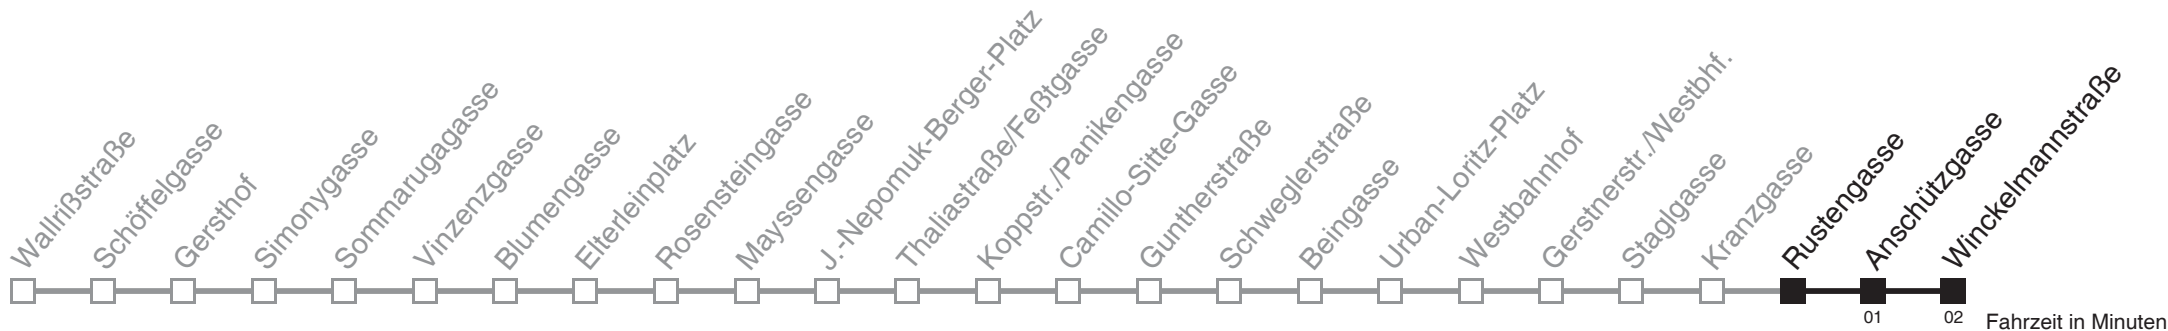 Wallrißstraße
Schöffelgasse
Gersthof
Simonygasse
Sommarugagasse
Vinzenzgasse
Blumengasse
Elterleinplatz
Rosensteingasse
Mayssengasse
J.-Nepomuk-Berger-Platz
Thaliastraße/Feßtgasse
Koppstr./Panikengasse
Camillo-Sitte-Gasse
Guntherstraße
Schweglerstraße
Beingasse
Urban-Loritz-Platz
Westbahnhof
Gerstnerstr./Westbhf.
Staglgasse
Kranzgasse
Rustengasse
Anschützgasse
Winckelmannstraße
01
02
Fahrzeit in Minuten